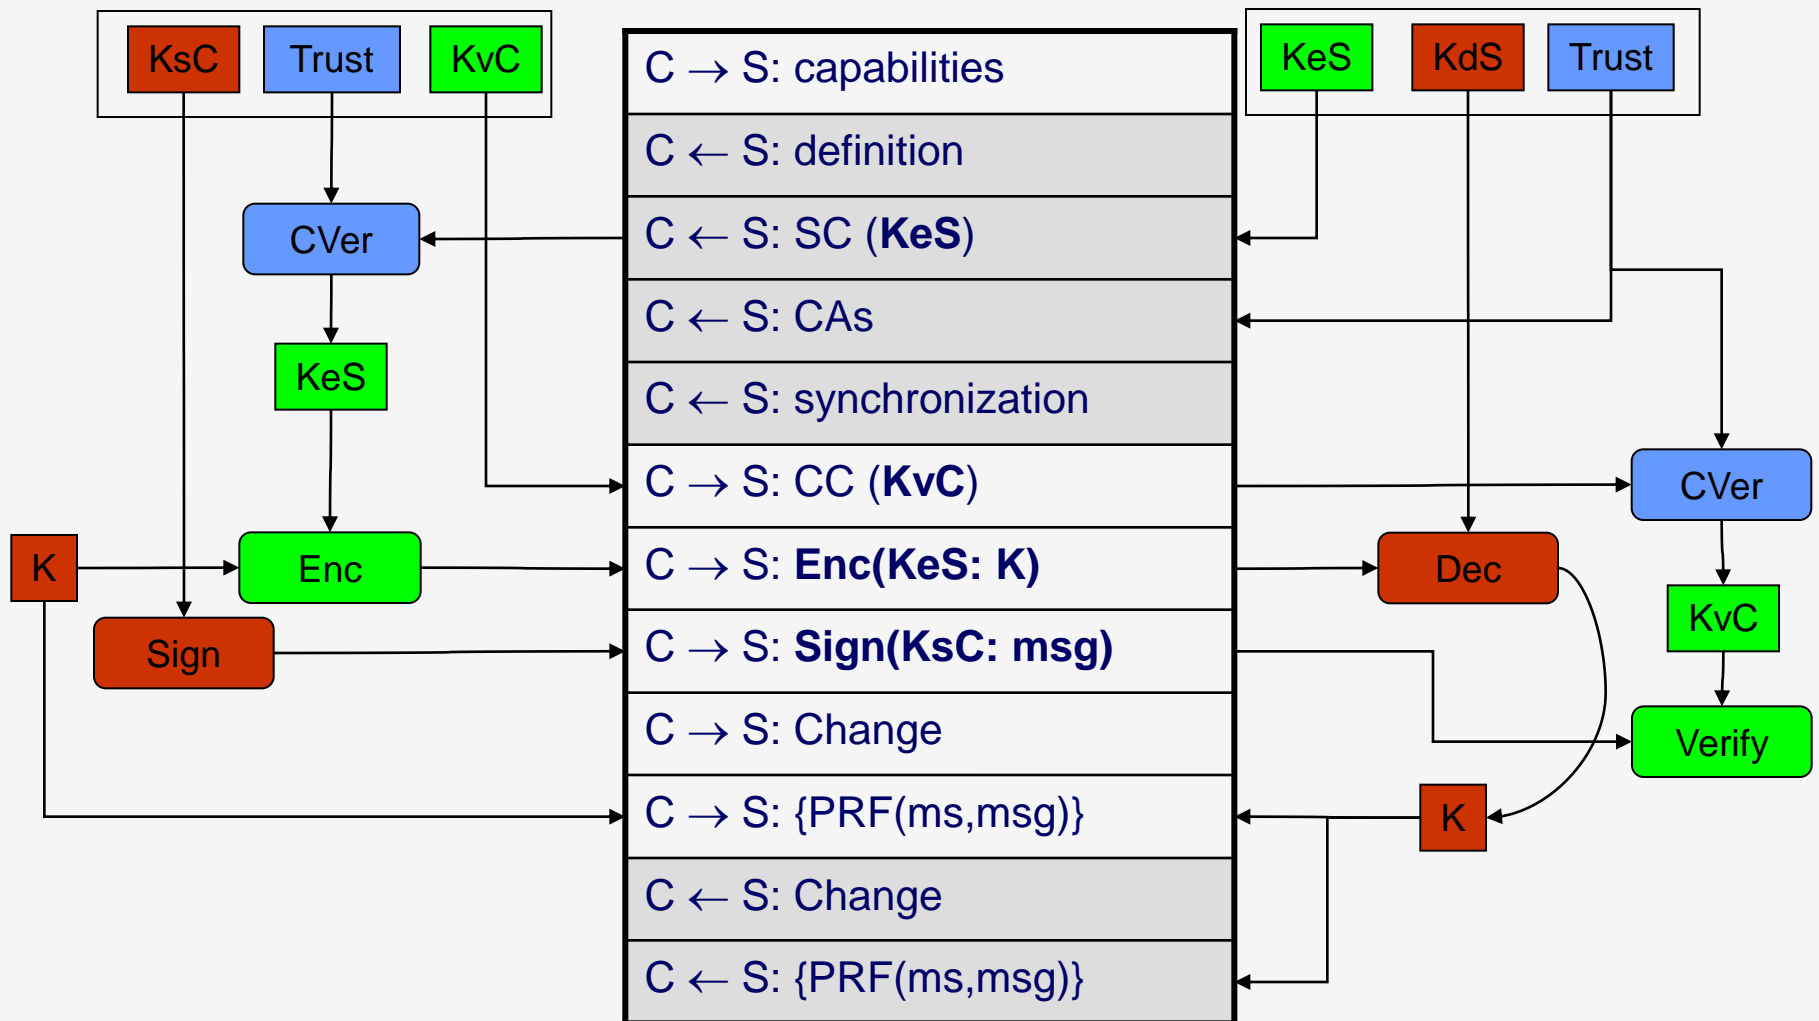 KsC Trust KvC
KeS KdS Trust
C → S: capabilities
C ← S: definition
C ← S: SC (KeS)
C ← S: CAs
C ← S: synchronization
C → S: CC (KvC)
C → S: Enc(KeS: K)
C → S: Sign(KsC: msg)
C → S: Change
C → S: {PRF(ms,msg)}
C ← S: Change
C ← S: {PRF(ms,msg)}
CVer
KeS
K
Enc
Sign
CVer
Dec
KvC
Verify
K